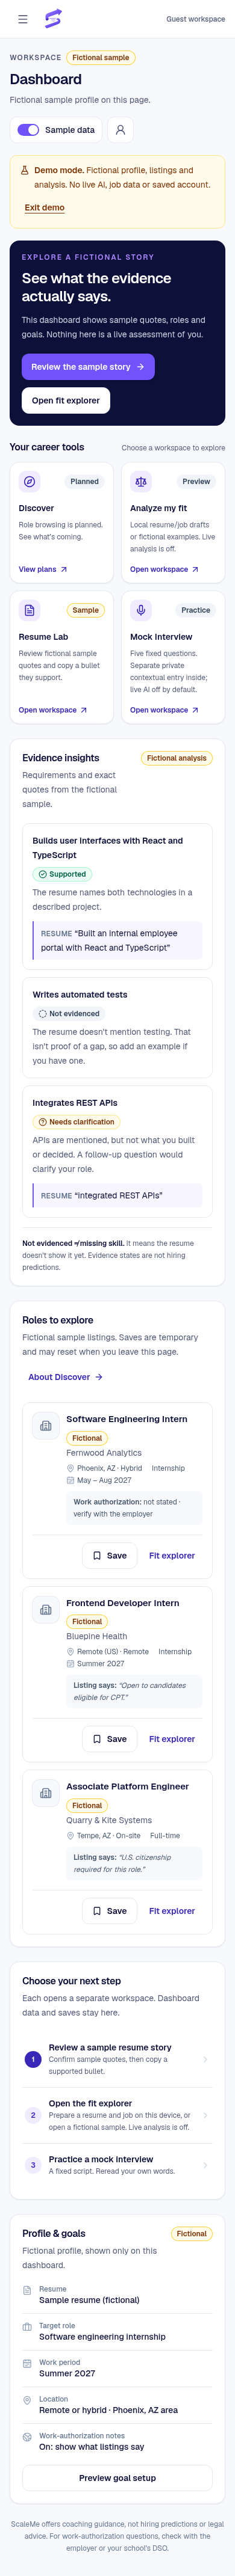 Guest workspace
WORKSPACE Fictional sample
Dashboard
Fictional sample profile on this page.
Sample data
Demo mode. Fictional profile, listings and
analysis. No live AI, job data or saved account.
Exit demo
EXPLORE A FICTIONAL STORY
See what the evidence
actually says.
This dashboard shows sample quotes, roles and
goals. Nothing here is a live assessment of you.
Review the sample story
Open fit explorer
Your career tools
Choose a workspace to explore
Planned
Discover
Role browsing is planned.
See what's coming.
View plans
Preview
Analyze my fit
Local resume/job drafts
or fictional examples. Live
analysis is off.
Open workspace
Sample
Resume Lab
Review fictional sample
quotes and copy a bullet
they support.
Open workspace
Practice
Mock Interview
Five fixed questions.
Separate private
contextual entry inside;
live AI off by default.
Open workspace
Evidence insights
Fictional analysis
Requirements and exact
quotes from the fictional
sample.
Builds user interfaces with React and
TypeScript
Supported
The resume names both technologies in a
described project.
RESUME “Built an internal employee
portal with React and TypeScript”
Writes automated tests
Not evidenced
The resume doesn't mention testing. That
isn't proof of a gap, so add an example if
you have one.
Integrates REST APIs
Needs clarification
APIs are mentioned, but not what you built
or decided. A follow-up question would
clarify your role.
RESUME “integrated REST APIs”
Not evidenced ≠ missing skill. It means the resume
doesn't show it yet. Evidence states are not hiring
predictions.
Roles to explore
Fictional sample listings. Saves are temporary
and may reset when you leave this page.
About Discover
Software Engineering Intern
Fictional
Fernwood Analytics
Phoenix, AZ · Hybrid Internship
May – Aug 2027
Work authorization: not stated ·
verify with the employer
Save Fit explorer
Frontend Developer Intern
Fictional
Bluepine Health
Remote (US) · Remote Internship
Summer 2027
Listing says: “Open to candidates
eligible for CPT.”
Save Fit explorer
Associate Platform Engineer
Fictional
Quarry & Kite Systems
Tempe, AZ · On-site Full-time
Listing says: “U.S. citizenship
required for this role.”
Save Fit explorer
Choose your next step
Each opens a separate workspace. Dashboard
data and saves stay here.
1 Review a sample resume story
Confirm sample quotes, then copy a
supported bullet.
2 Open the fit explorer
Prepare a resume and job on this device, or
open a fictional sample. Live analysis is off.
3 Practice a mock interview
A fixed script. Reread your own words.
Profile & goals
Fictional
Fictional profile, shown only on this
dashboard.
Resume
Sample resume (fictional)
Target role
Software engineering internship
Work period
Summer 2027
Location
Remote or hybrid · Phoenix, AZ area
Work-authorization notes
On: show what listings say
Preview goal setup
ScaleMe offers coaching guidance, not hiring predictions or legal
advice. For work-authorization questions, check with the
employer or your school's DSO.